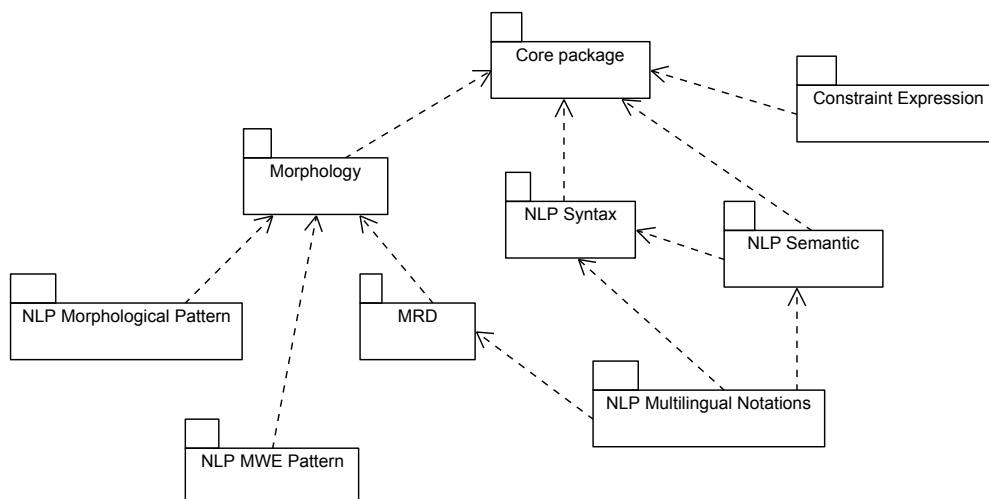 Core package
Constraint Expression
Morphology
NLP Syntax
NLP Semantic
NLP Morphological Pattern
MRD
NLP Multilingual Notations
NLP MWE Pattern